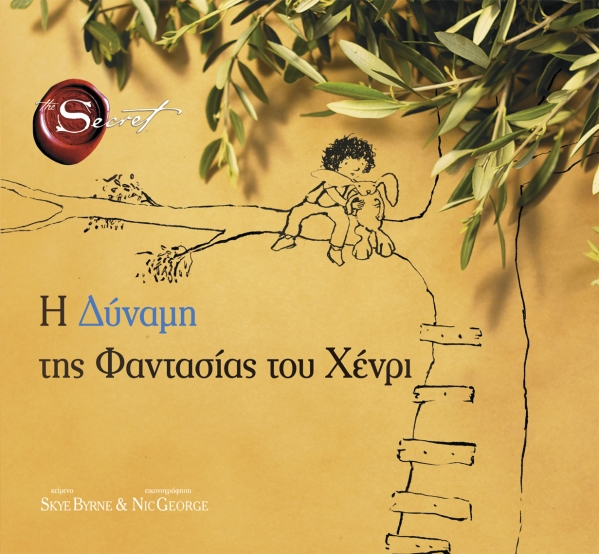 the Secret
Η Δύναμη
της Φαντασίας του Χένρι
κείμενο εικονογράφηση
SKYE BYRNE & NIC GEORGE